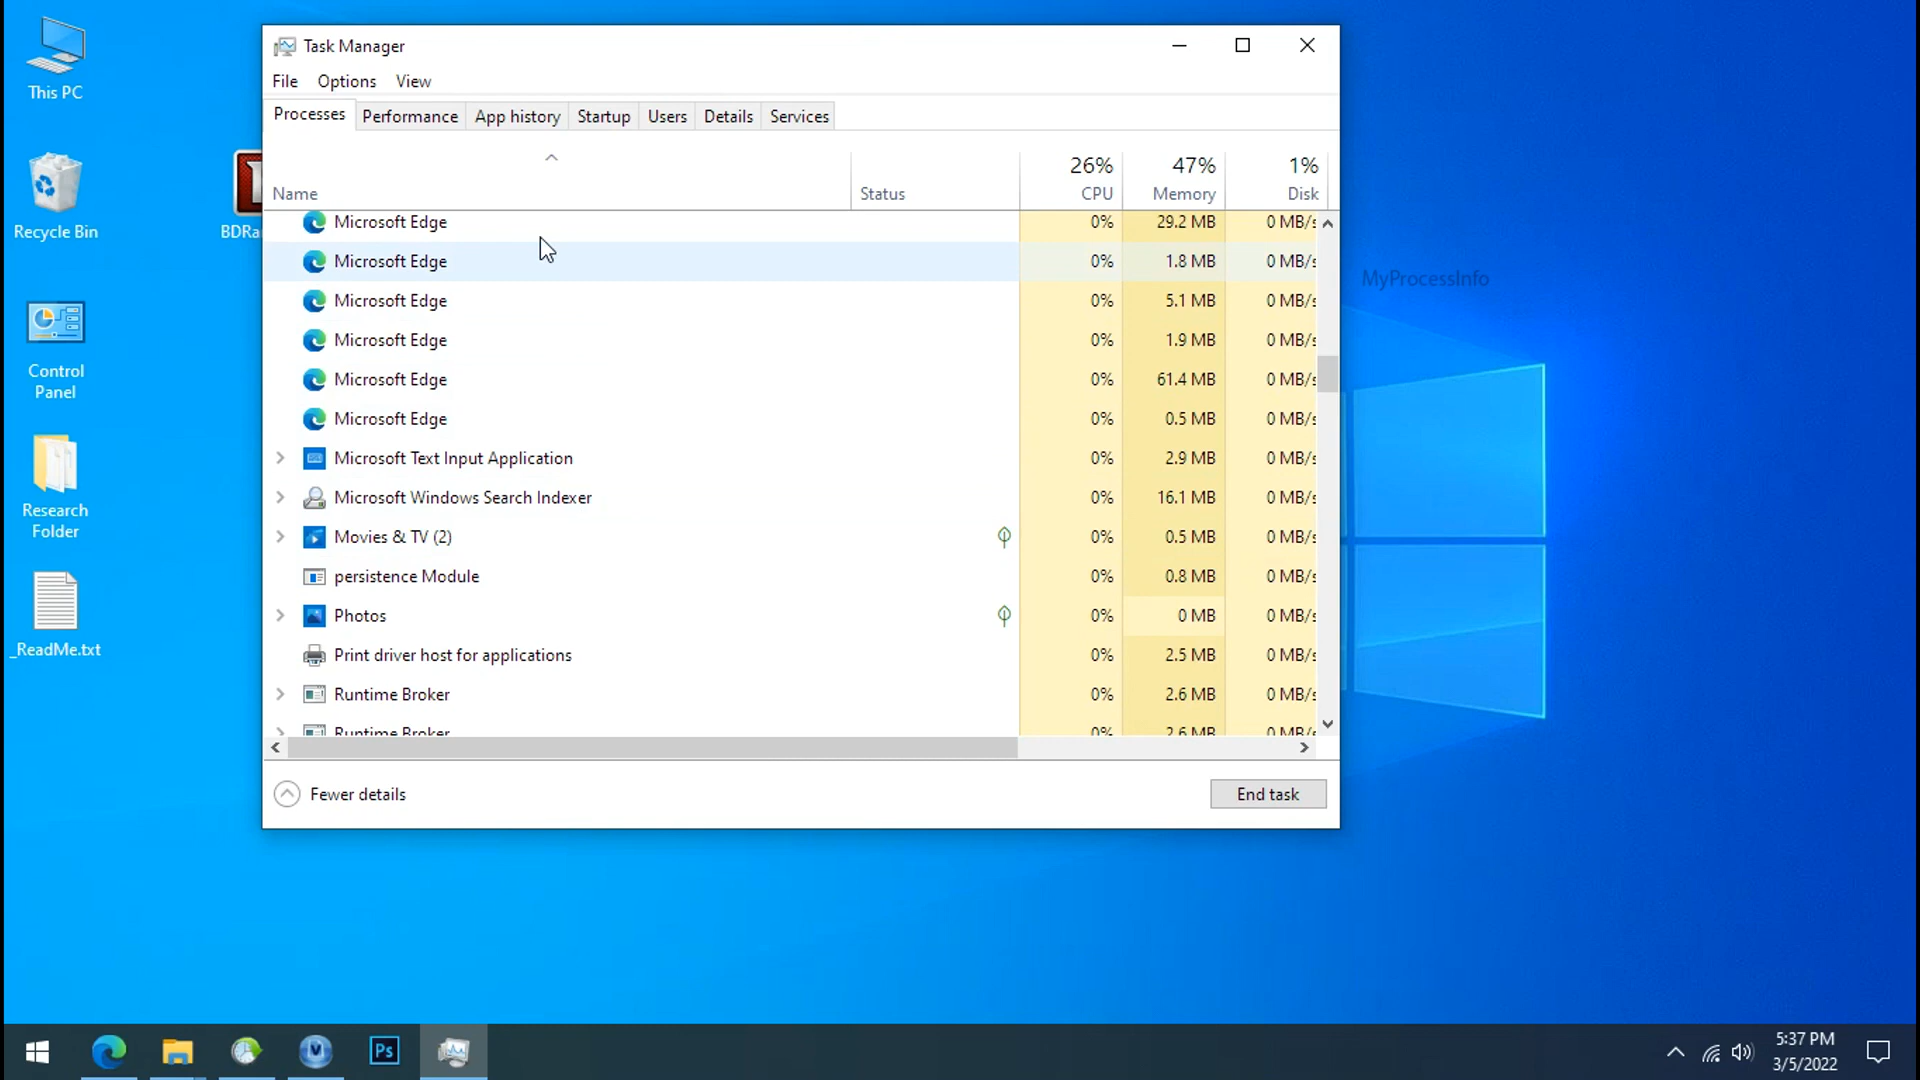 This PC
Recycle Bin
Control
Panel
Research
Folder
_ReadMe.txt
Task Manager
File Options View
Processes Performance App history Startup Users Details Services
26% 47% 1%
Name Status CPU Memory Disk
Microsoft Edge 0% 29.2 MB 0 MB/s
Microsoft Edge 0% 1.8 MB 0 MB/s
Microsoft Edge 0% 5.1 MB 0 MB/s
Microsoft Edge 0% 1.9 MB 0 MB/s
Microsoft Edge 0% 61.4 MB 0 MB/s
Microsoft Edge 0% 0.5 MB 0 MB/s
Microsoft Text Input Application 0% 2.9 MB 0 MB/s
Microsoft Windows Search Indexer 0% 16.1 MB 0 MB/s
Movies & TV (2) 0% 0.5 MB 0 MB/s
persistence Module 0% 0.8 MB 0 MB/s
Photos 0% 0 MB 0 MB/s
Print driver host for applications 0% 2.5 MB 0 MB/s
Runtime Broker 0% 2.6 MB 0 MB/s
Runtime Broker 0% 2.6 MB 0 MB/s
Fewer details End task
MyProcessInfo
Ps
5:37 PM
3/5/2022